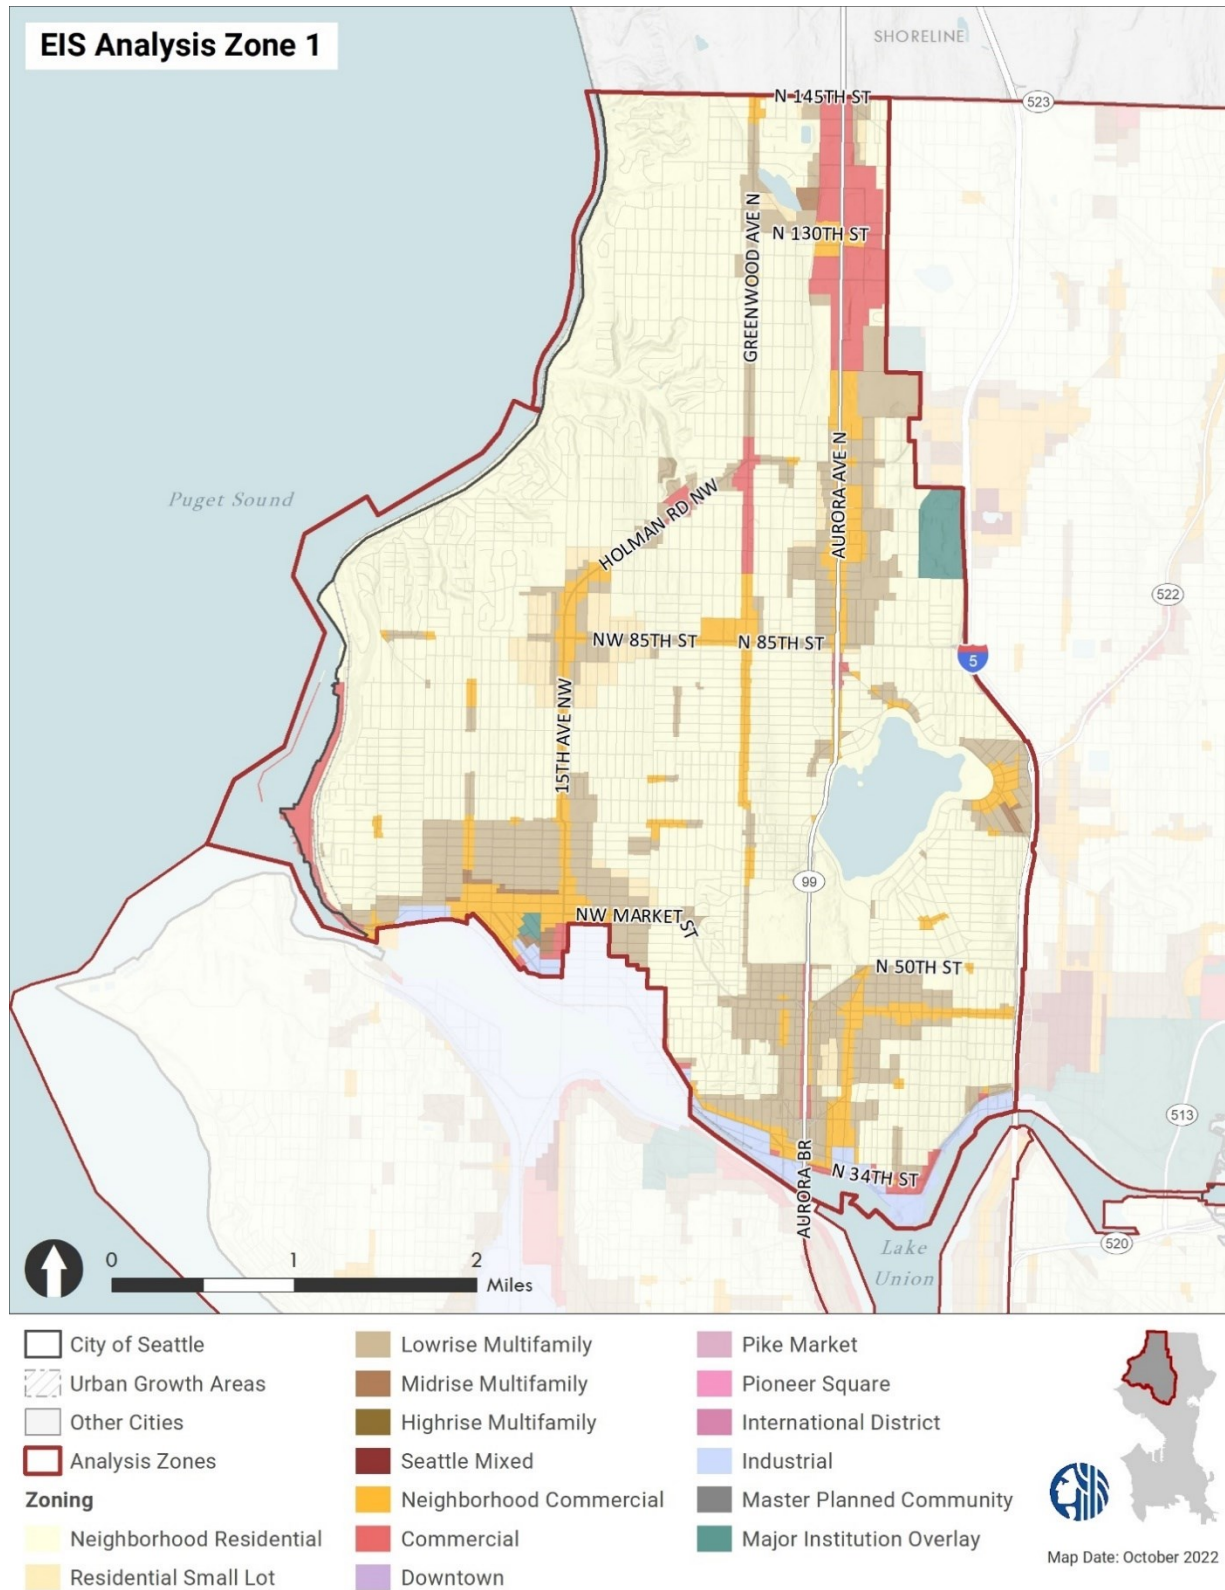 EIS Analysis Zone 1
SHORELINE
N 145TH ST
523
GREENWOOD AVE N
N 130TH ST
AURORA AVE N
Puget Sound
HOLMAN RD NW
522
NW 85TH ST
N 85TH ST
5
15TH AVE NW
99
NW MARKET ST
N 50TH ST
513
AURORA BR
N 34TH ST
520
Lake
Union
0 1 2
Miles
City of Seattle
Urban Growth Areas
Other Cities
Analysis Zones
Zoning
Neighborhood Residential
Residential Small Lot
Lowrise Multifamily
Midrise Multifamily
Highrise Multifamily
Seattle Mixed
Neighborhood Commercial
Commercial
Downtown
Pike Market
Pioneer Square
International District
Industrial
Master Planned Community
Major Institution Overlay
Map Date: October 2022